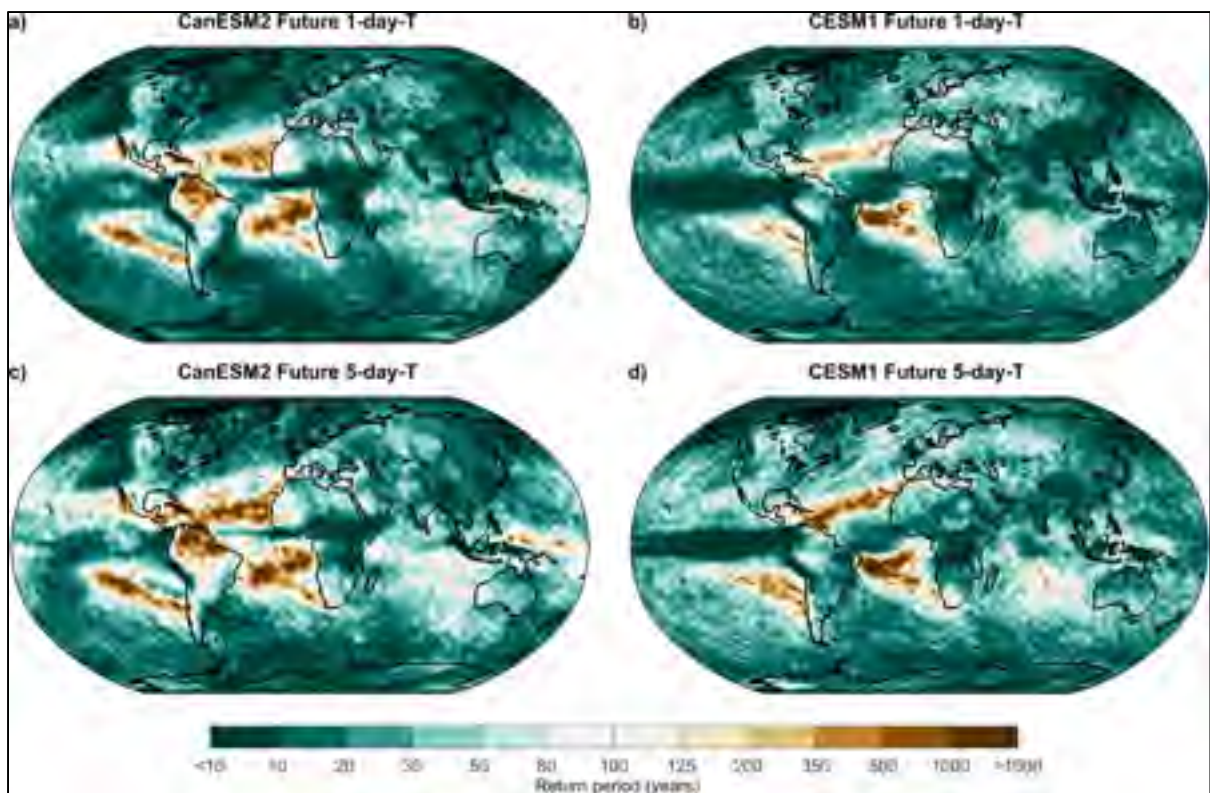 a) CanESM2 Future 1-day-T
b) CESM1 Future 1-day-T
c) CanESM2 Future 5-day-T
d) CESM1 Future 5-day-T
<10 10 20 30 50 80 100 125 200 350 500 1000 >1000
Return period (years)